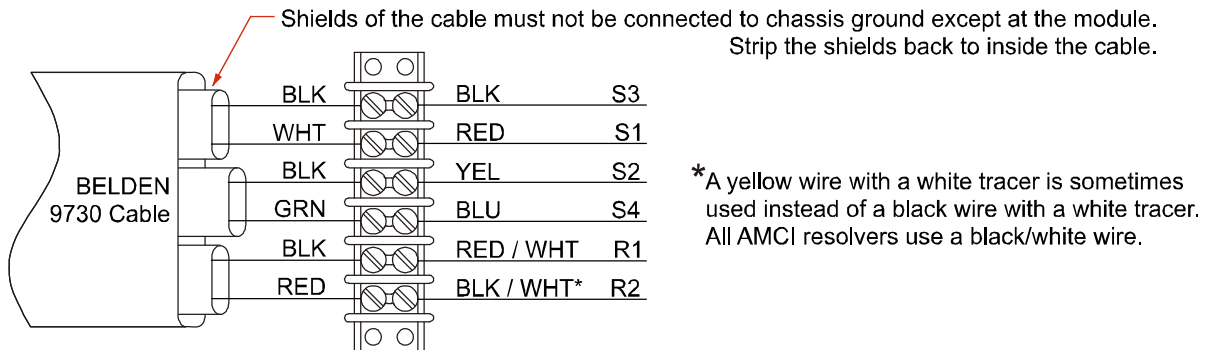 Shields of the cable must not be connected to chassis ground except at the module.
Strip the shields back to inside the cable.
BELDEN
9730 Cable
BLK BLK S3
WHT RED S1
BLK YEL S2
GRN BLU S4
BLK RED / WHT R1
RED BLK / WHT* R2
*A yellow wire with a white tracer is sometimes
used instead of a black wire with a white tracer.
All AMCI resolvers use a black/white wire.